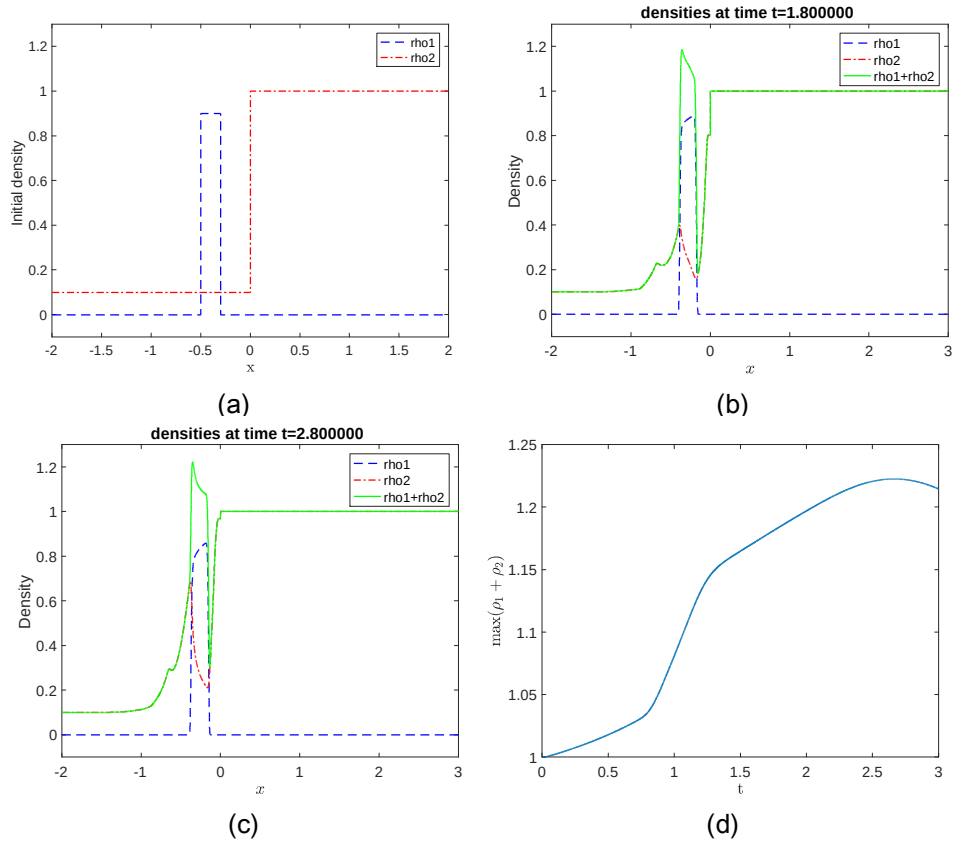 1.2
1
0.8
0.6
0.4
0.2
0
Initial density
-2 -1.5 -1 -0.5 0 0.5 1 1.5 2
x
rho1
rho2
(a)
densities at time t=1.800000
1.2
1
0.8
0.6
0.4
0.2
0
Density
-2 -1 0 1 2 3
x
rho1
rho2
rho1+rho2
(b)
densities at time t=2.800000
1.2
1
0.8
0.6
0.4
0.2
0
Density
-2 -1 0 1 2 3
x
rho1
rho2
rho1+rho2
(c)
1.25
1.2
1.15
1.1
1.05
1
max(ρ₁ + ρ₂)
0 0.5 1 1.5 2 2.5 3
t
(d)